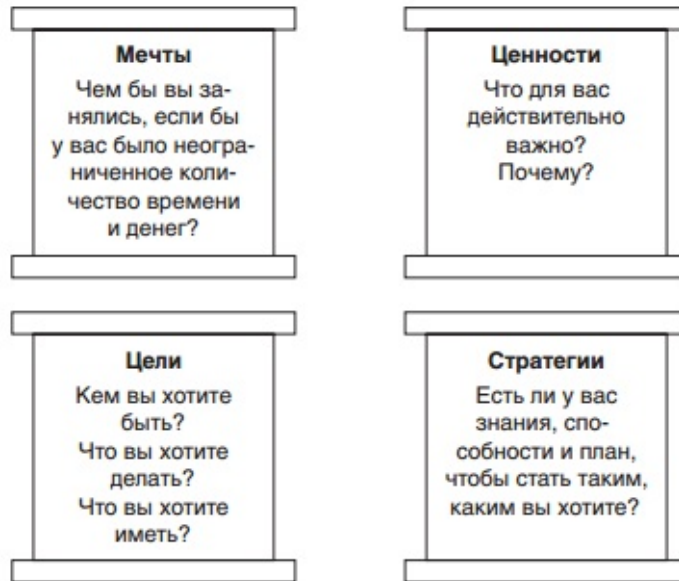 Мечты
Чем бы вы за-
нялись, если бы
у вас было неогра-
ниченное коли-
чество времени
и денег?
Ценности
Что для вас
действительно
важно?
Почему?
Цели
Кем вы хотите
быть?
Что вы хотите
делать?
Что вы хотите
иметь?
Стратегии
Есть ли у вас
знания, спо-
собности и план,
чтобы стать таким,
каким вы хотите?